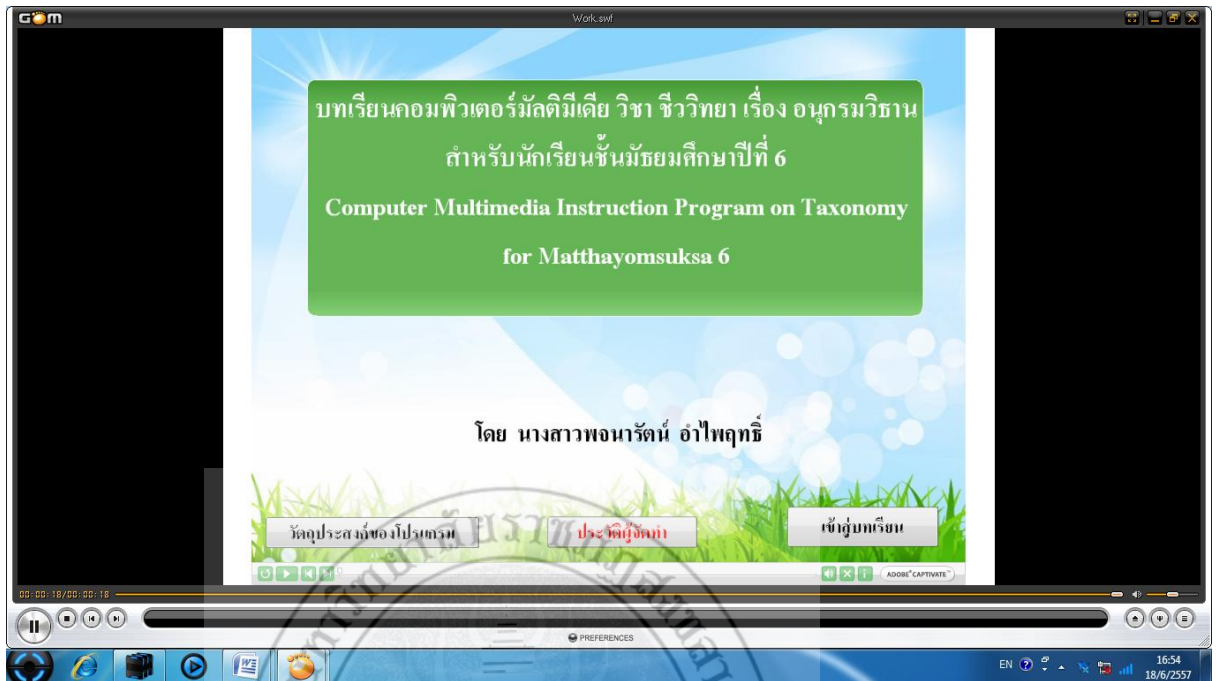 GOM
Work.swf
บทเรียนคอมพิวเตอร์มัลติมีเดีย วิชา ชีววิทยา เรื่อง อนุกรมวิธาน
สำหรับนักเรียนชั้นมัธยมศึกษาปีที่ 6
Computer Multimedia Instruction Program on Taxonomy
for Matthayomsuksa 6
โดย นางสาวพจนารัตน์ อำไพฤทธิ์
วัตถุประสงค์ของโปรแกรม
ประวัติผู้จัดทำ
เข้าสู่บทเรียน
ADOBE CAPTIVATE
00:00:18/00:00:18
PREFERENCES
EN
16:54
18/6/2557